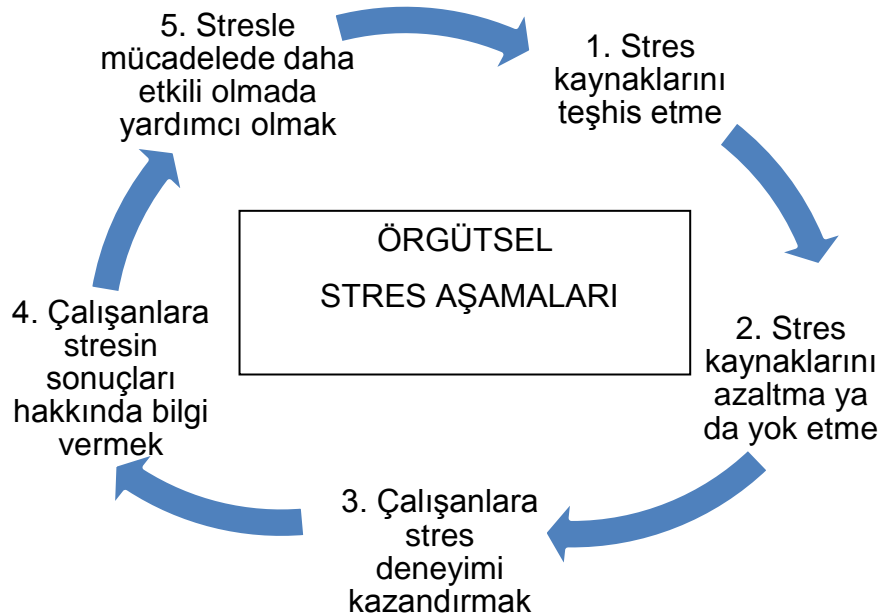 5. Stresle
mücadelede daha
etkili olmada
yardımcı olmak
1. Stres
kaynaklarını
teşhis etme
ÖRGÜTSEL
STRES AŞAMALARI
2. Stres
kaynaklarını
azaltma ya
da yok etme
4. Çalışanlara
stresin
sonuçları
hakkında bilgi
vermek
3. Çalışanlara
stres
deneyimi
kazandırmak